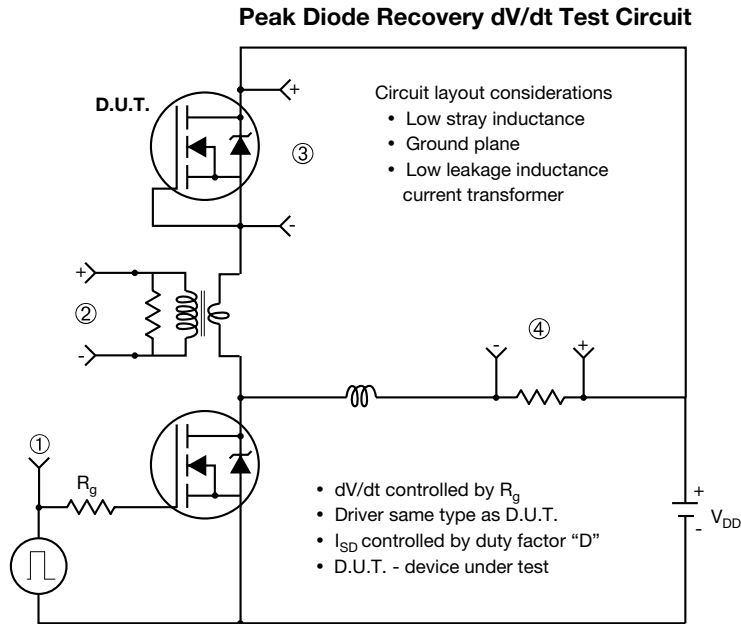 Peak Diode Recovery dV/dt Test Circuit
D.U.T.
+
-
③
Circuit layout considerations
• Low stray inductance
• Ground plane
• Low leakage inductance
current transformer
+
②
-
④
-
+
①
Rg
• dV/dt controlled by Rg
• Driver same type as D.U.T.
• ISD controlled by duty factor “D”
• D.U.T. - device under test
+
-
VDD